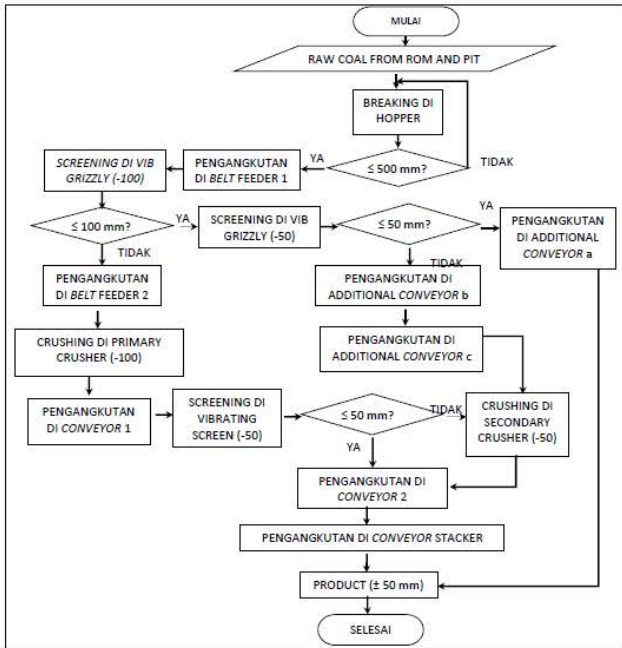 MULAI
RAW COAL FROM ROM AND PIT
BREAKING DI
HOPPER
≤ 500 mm?
TIDAK
YA
PENGANGKUTAN
DI BELT FEEDER 1
SCREENING DI VIB
GRIZZLY (-100)
≤ 100 mm?
YA
TIDAK
SCREENING DI VIB
GRIZZLY (-50)
≤ 50 mm?
YA
TIDAK
PENGANGKUTAN
DI ADDITIONAL
CONVEYOR a
PENGANGKUTAN
DI BELT FEEDER 2
PENGANGKUTAN DI
ADDITIONAL CONVEYOR b
PENGANGKUTAN DI
ADDITIONAL CONVEYOR c
CRUSHING DI PRIMARY
CRUSHER (-100)
PENGANGKUTAN
DI CONVEYOR 1
SCREENING DI
VIBRATING
SCREEN (-50)
≤ 50 mm?
TIDAK
YA
CRUSHING DI
SECONDARY
CRUSHER (-50)
PENGANGKUTAN DI
CONVEYOR 2
PENGANGKUTAN DI CONVEYOR STACKER
PRODUCT (± 50 mm)
SELESAI